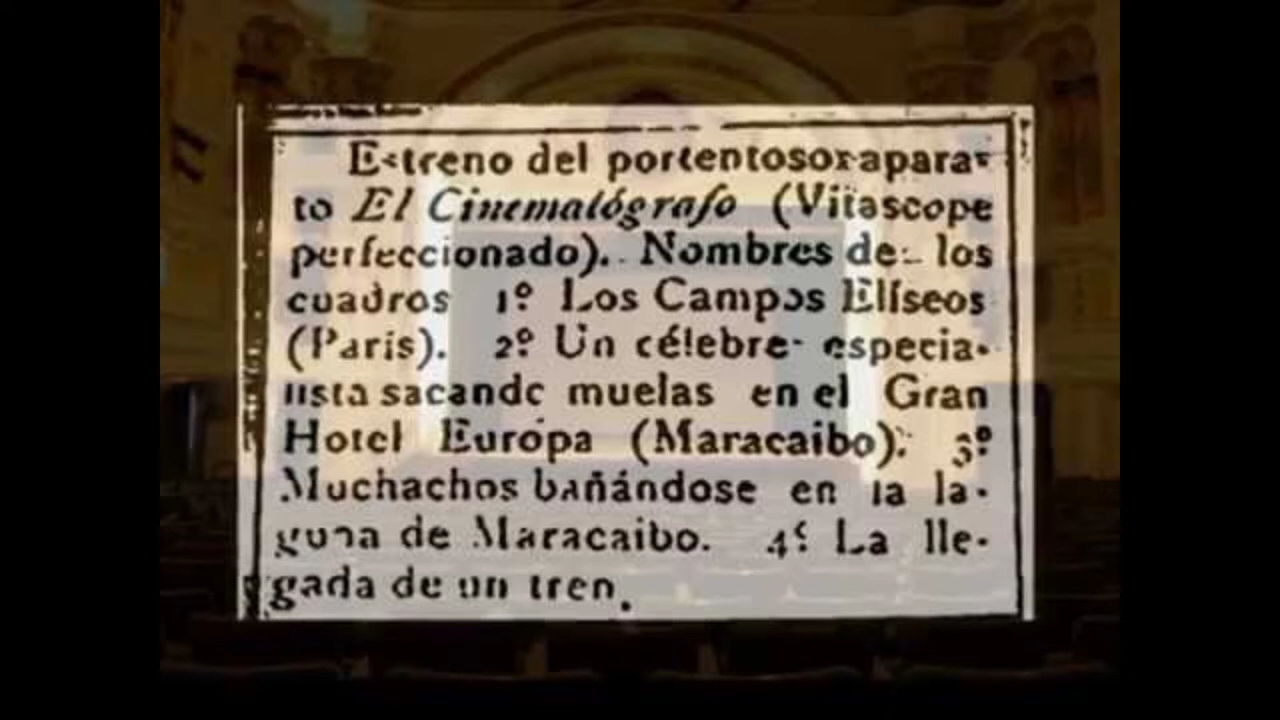 Estreno del portentoso apara-
to El Cinematógrafo (Vitascope
perfeccionado). Nombres de los
cuadros 1º Los Campos Elíseos
(París). 2º Un célebre especia-
lista sacando muelas en el Gran
Hotel Europa (Maracaibo). 3º
Muchachos bañándose en la la-
guna de Maracaibo. 4º La lle-
gada de un tren.